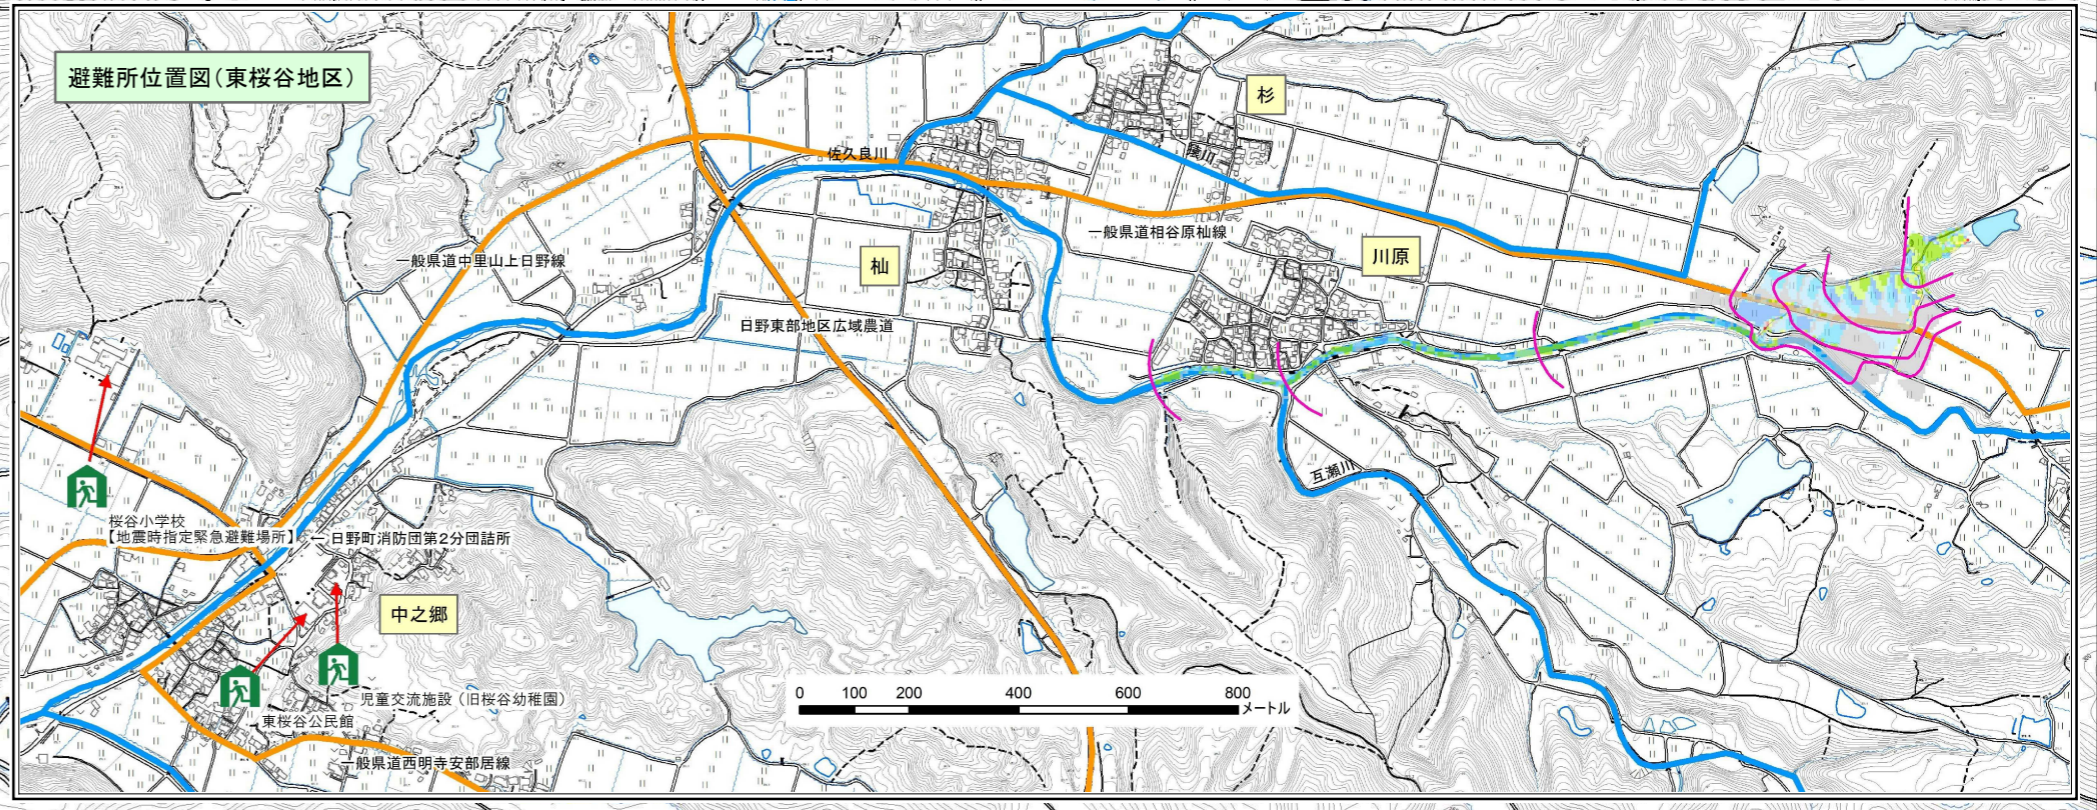 避難所位置図(東桜谷地区)
杉
佐久良川
一般県道相谷原杣線
川原
一般県道中里山上日野線
杣
日野東部地区広域農道
互瀬川
桜谷小学校
【地震時指定緊急避難場所】
日野町消防団第2分団詰所
中之郷
児童交流施設（旧桜谷幼稚園）
東桜谷公民館
一般県道西明寺安部居線
0 100 200 400 600 800
メートル